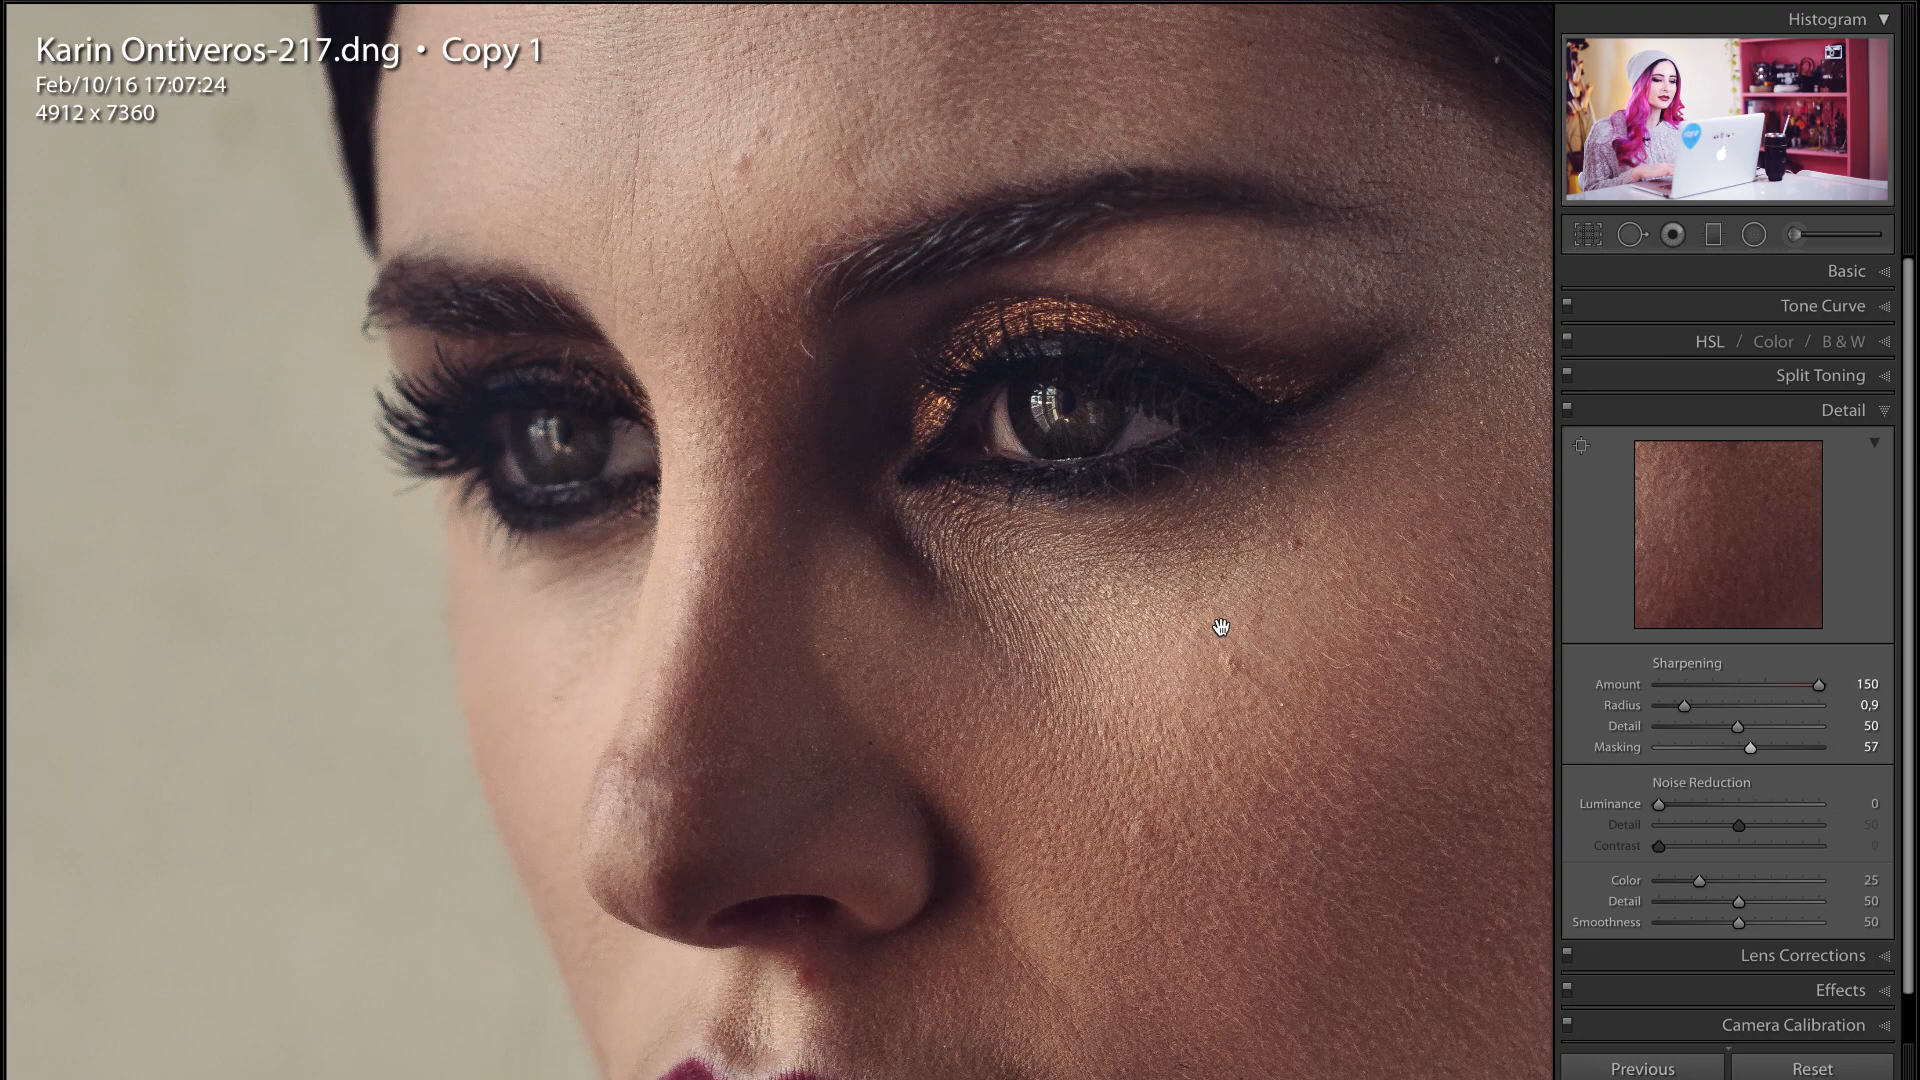 Karin Ontiveros-217.dng • Copy 1
Feb/10/16 17:07:24
4912 x 7360
Histogram
Basic
Tone Curve
HSL / Color / B & W
Split Toning
Detail
Sharpening
Amount 150
Radius 0,9
Detail 50
Masking 57
Noise Reduction
Luminance 0
Detail 50
Contrast 0
Color 25
Detail 50
Smoothness 50
Lens Corrections
Effects
Camera Calibration
Previous Reset